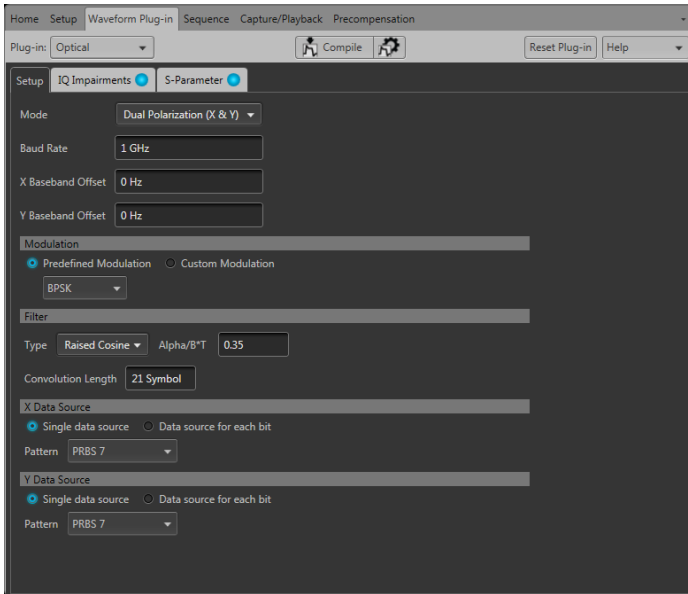 Home Setup Waveform Plug-in Sequence Capture/Playback Precompensation
Plug-in: Optical Compile Reset Plug-in Help
Setup IQ Impairments S-Parameter
Mode Dual Polarization (X & Y)
Baud Rate 1 GHz
X Baseband Offset 0 Hz
Y Baseband Offset 0 Hz
Modulation
Predefined Modulation Custom Modulation
BPSK
Filter
Type Raised Cosine Alpha/B*T 0.35
Convolution Length 21 Symbol
X Data Source
Single data source Data source for each bit
Pattern PRBS 7
Y Data Source
Single data source Data source for each bit
Pattern PRBS 7